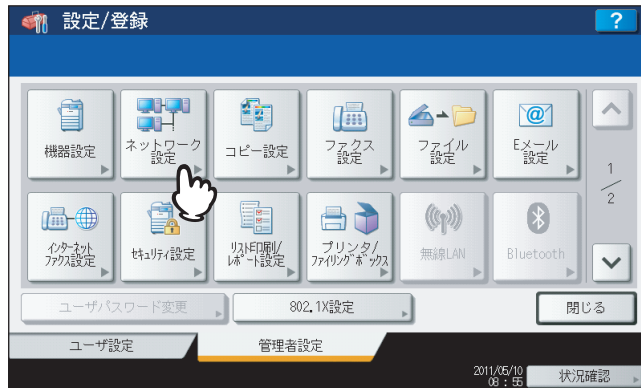 設定/登録
?
機器設定
ネットワーク
設定
コピー設定
ファクス
設定
ファイル
設定
Eメール
設定
1
2
インターネット
ファクス設定
セキュリティ設定
リスト印刷/
レポート設定
プリンタ/
ファイリングボックス
無線LAN
Bluetooth
ユーザパスワード変更
802.1X設定
閉じる
ユーザ設定
管理者設定
2011/05/10
08:55
状況確認